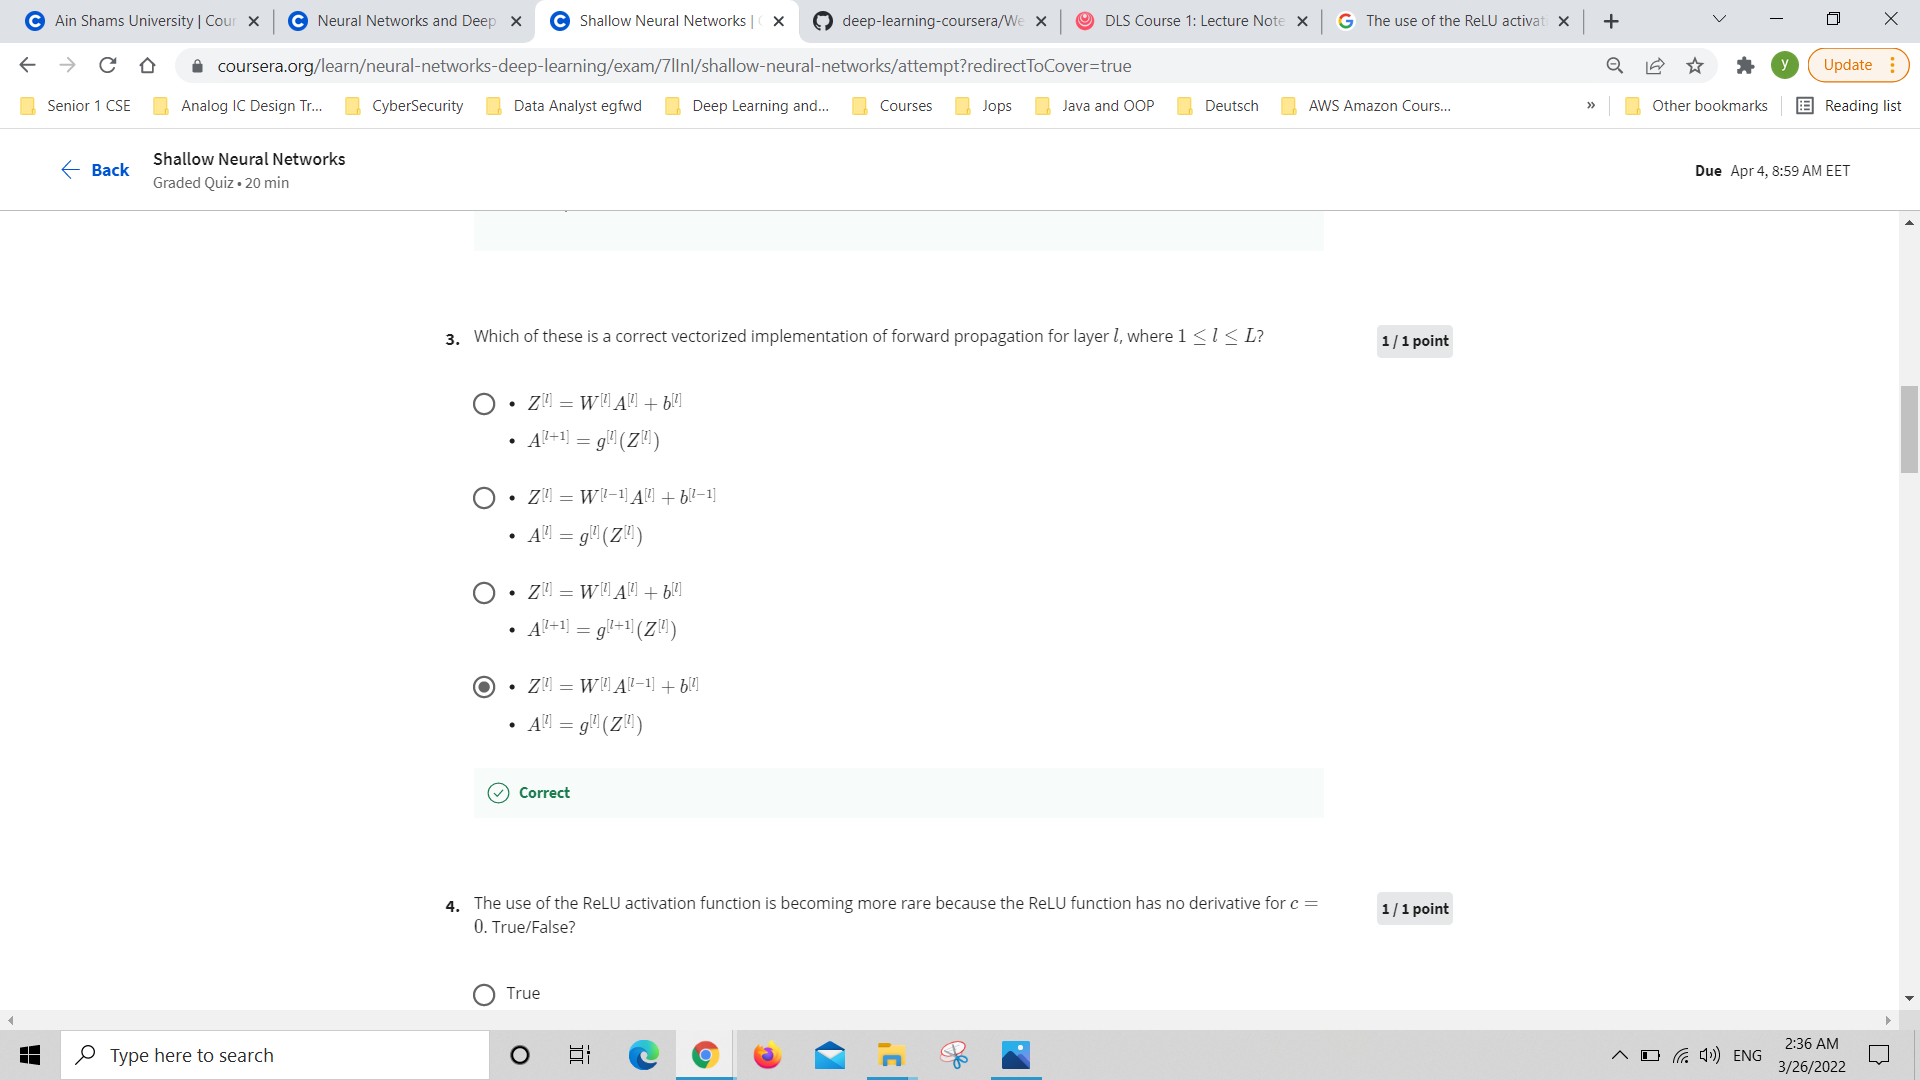 Ain Shams University | Cour
Neural Networks and Deep
Shallow Neural Networks |
deep-learning-coursera/We
DLS Course 1: Lecture Note
The use of the ReLU activat
coursera.org/learn/neural-networks-deep-learning/exam/7lInI/shallow-neural-networks/attempt?redirectToCover=true
y
Update
Senior 1 CSE
Analog IC Design Tr...
CyberSecurity
Data Analyst egfwd
Deep Learning and...
Courses
Jops
Java and OOP
Deutsch
AWS Amazon Cours...
»
Other bookmarks
Reading list
Back
Shallow Neural Networks
Graded Quiz • 20 min
Due Apr 4, 8:59 AM EET
3. Which of these is a correct vectorized implementation of forward propagation for layer l, where 1 ≤ l ≤ L?
1 / 1 point
• Z^[l] = W^[l] A^[l] + b^[l]
• A^[l+1] = g^[l](Z^[l])
• Z^[l] = W^[l−1] A^[l] + b^[l−1]
• A^[l] = g^[l](Z^[l])
• Z^[l] = W^[l] A^[l] + b^[l]
• A^[l+1] = g^[l+1](Z^[l])
• Z^[l] = W^[l] A^[l−1] + b^[l]
• A^[l] = g^[l](Z^[l])
Correct
4. The use of the ReLU activation function is becoming more rare because the ReLU function has no derivative for c =
0. True/False?
1 / 1 point
True
Type here to search
ENG
2:36 AM
3/26/2022